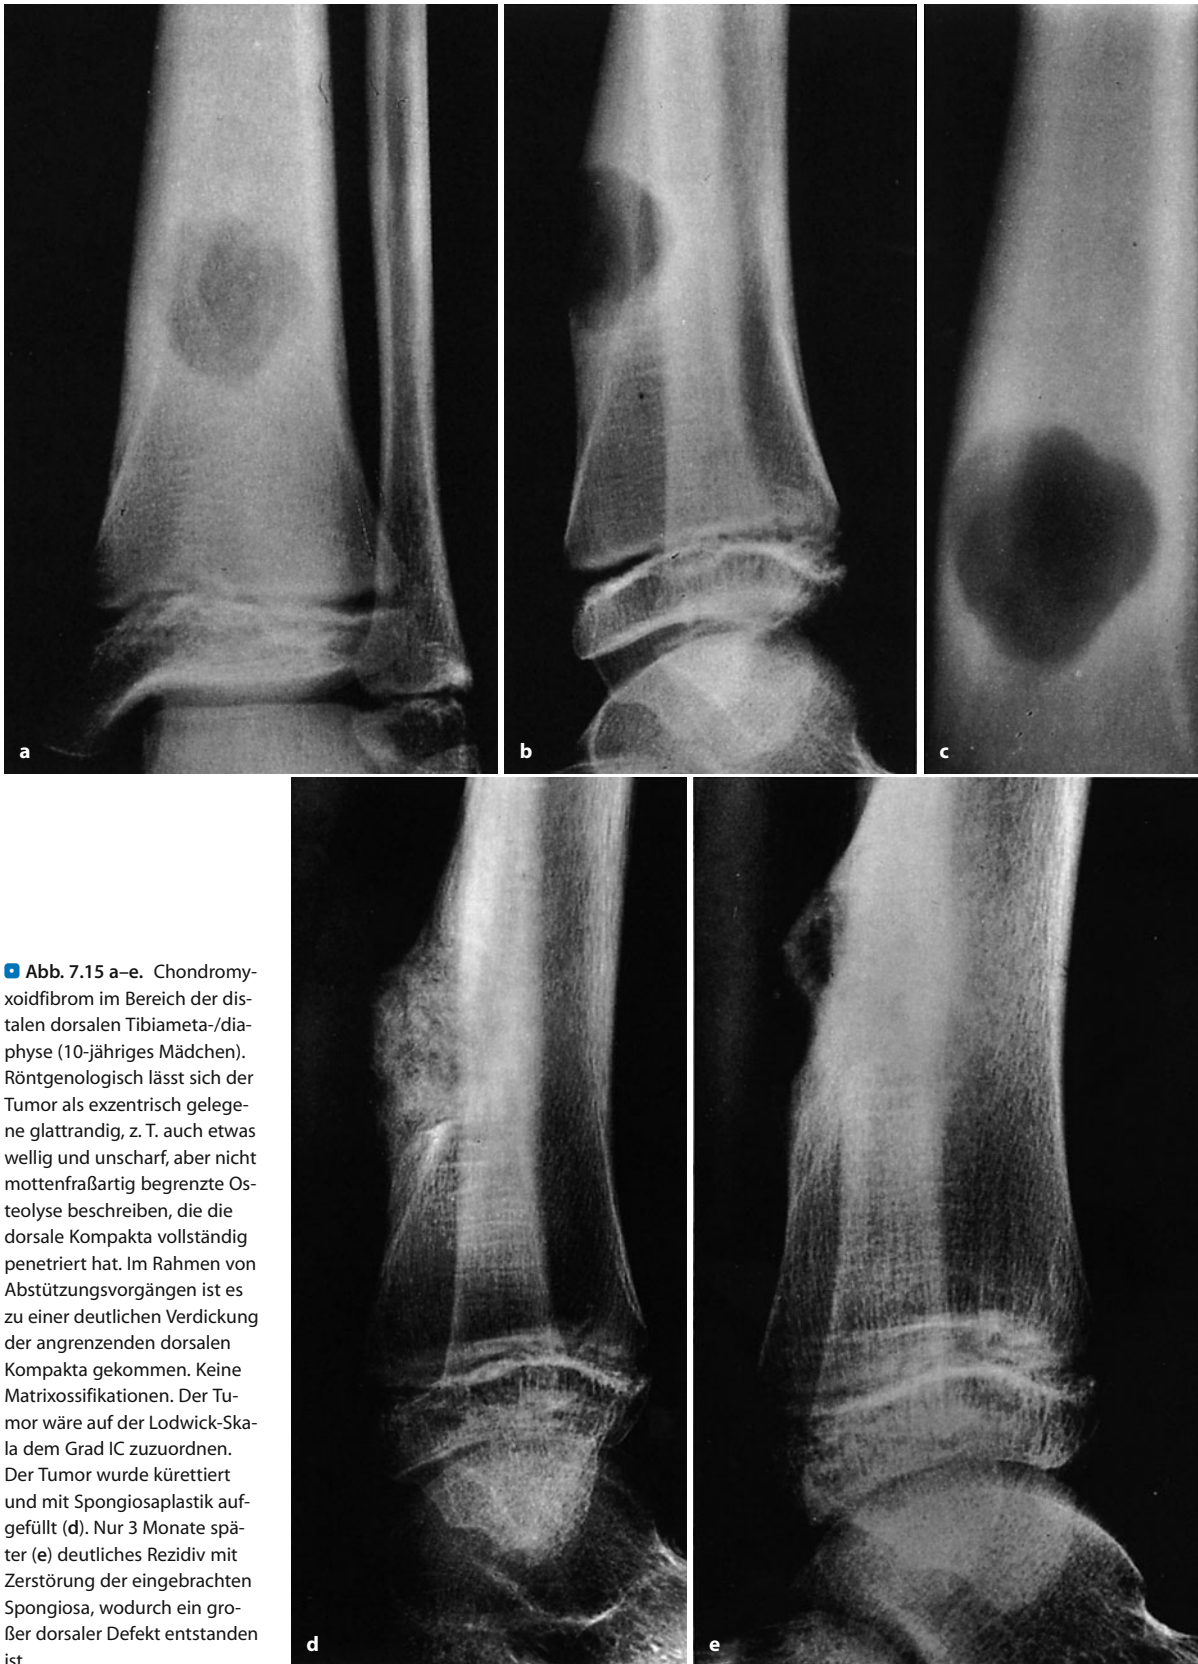 a
b
c
Abb. 7.15 a–e. Chondromy-
xoidfibrom im Bereich der dis-
talen dorsalen Tibiameta-/dia-
physe (10-jähriges Mädchen).
Röntgenologisch lässt sich der
Tumor als exzentrisch gelege-
ne glattrandig, z. T. auch etwas
wellig und unscharf, aber nicht
mottenfraßartig begrenzte Os-
teolyse beschreiben, die die
dorsale Kompakta vollständig
penetriert hat. Im Rahmen von
Abstützungsvorgängen ist es
zu einer deutlichen Verdickung
der angrenzenden dorsalen
Kompakta gekommen. Keine
Matrixossifikationen. Der Tu-
mor wäre auf der Lodwick-Ska-
la dem Grad IC zuzuordnen.
Der Tumor wurde kürettiert
und mit Spongiosaplastik auf-
gefüllt (d). Nur 3 Monate spä-
ter (e) deutliches Rezidiv mit
Zerstörung der eingebrachten
Spongiosa, wodurch ein gro-
ßer dorsaler Defekt entstanden
ist
d
e